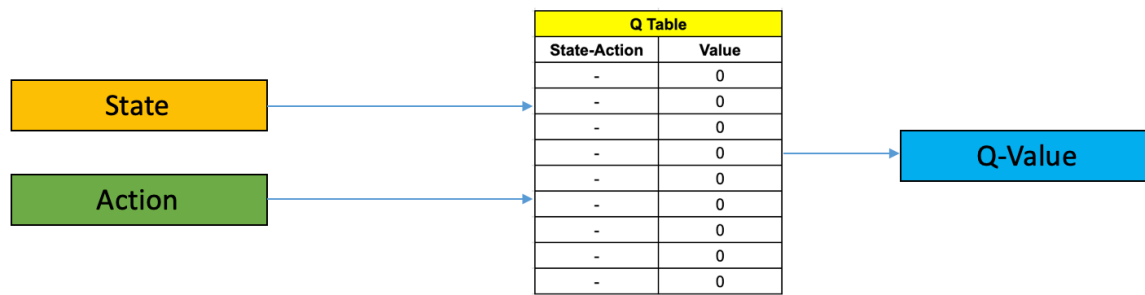 Q Table
State-Action Value
- 0
- 0
- 0
- 0
- 0
- 0
- 0
- 0
- 0
State
Action
Q-Value